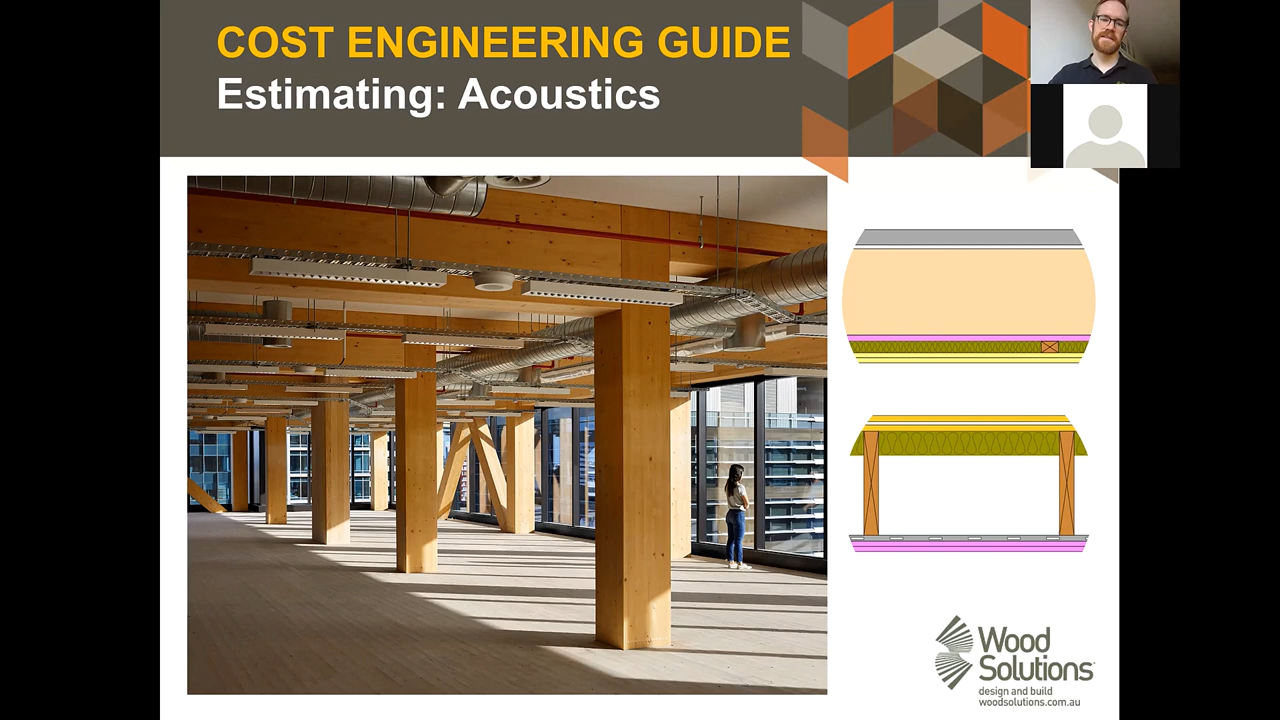 COST ENGINEERING GUIDE
Estimating: Acoustics
Wood
Solutions
design and build
woodsolutions.com.au